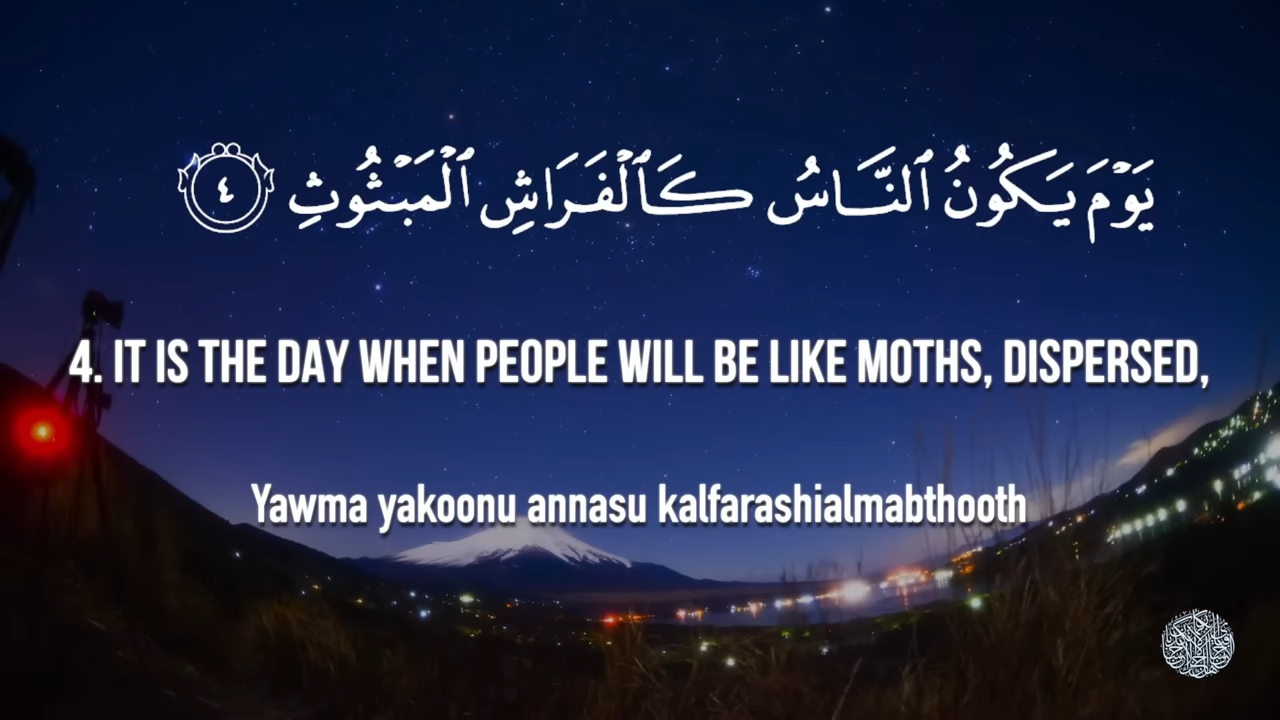 يَوْمَ يَكُونُ ٱلنَّاسُ كَٱلْفَرَاشِ ٱلْمَبْثُوثِ ٤
4. IT IS THE DAY WHEN PEOPLE WILL BE LIKE MOTHS, DISPERSED,
Yawma yakoonu annasu kalfarashialmabthooth